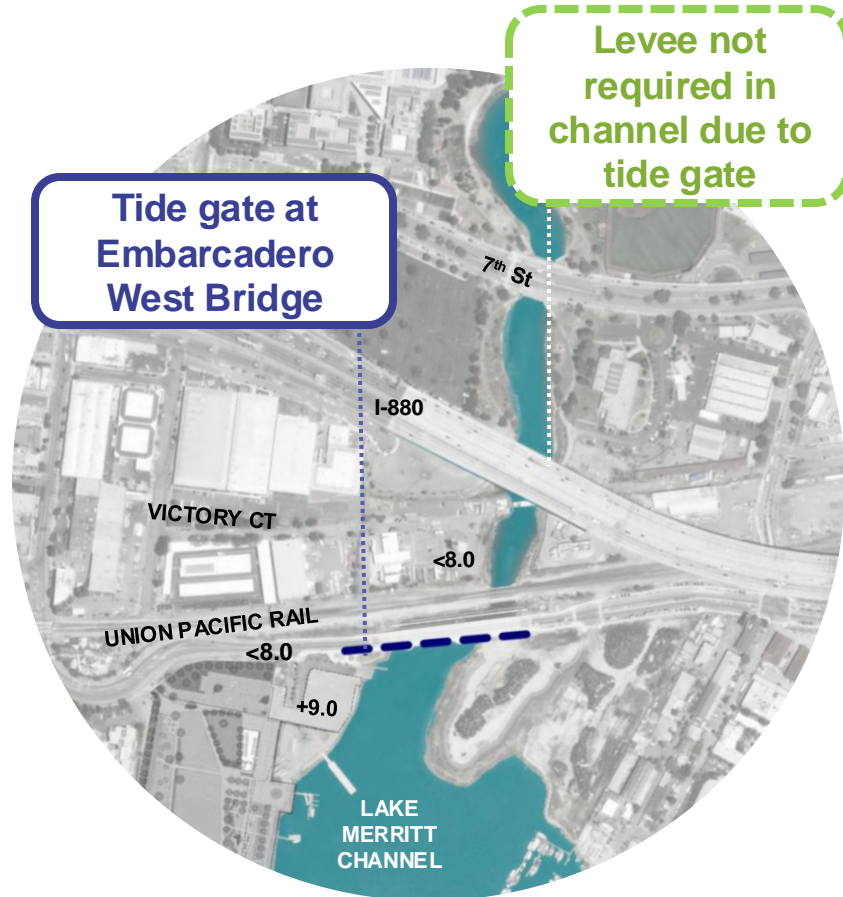 Levee not
required in
channel due to
tide gate
Tide gate at
Embarcadero
West Bridge
7th St
I-880
VICTORY CT
<8.0
UNION PACIFIC RAIL
<8.0
+9.0
LAKE
MERRITT
CHANNEL